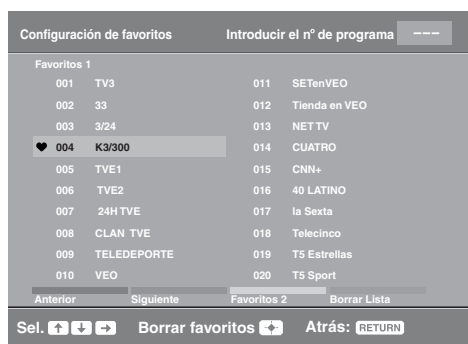 Configuración de favoritos Introducir el nº de programa ---
Favoritos 1
001 TV3 011 SETenVEO
002 33 012 Tienda en VEO
003 3/24 013 NET TV
004 K3/300 014 CUATRO
005 TVE1 015 CNN+
006 TVE2 016 40 LATINO
007 24H TVE 017 la Sexta
008 CLAN TVE 018 Telecinco
009 TELEDEPORTE 019 T5 Estrellas
010 VEO 020 T5 Sport
Anterior Siguiente Favoritos 2 Borrar Lista
Sel. ↑ ↓ → Borrar favoritos Atrás: RETURN